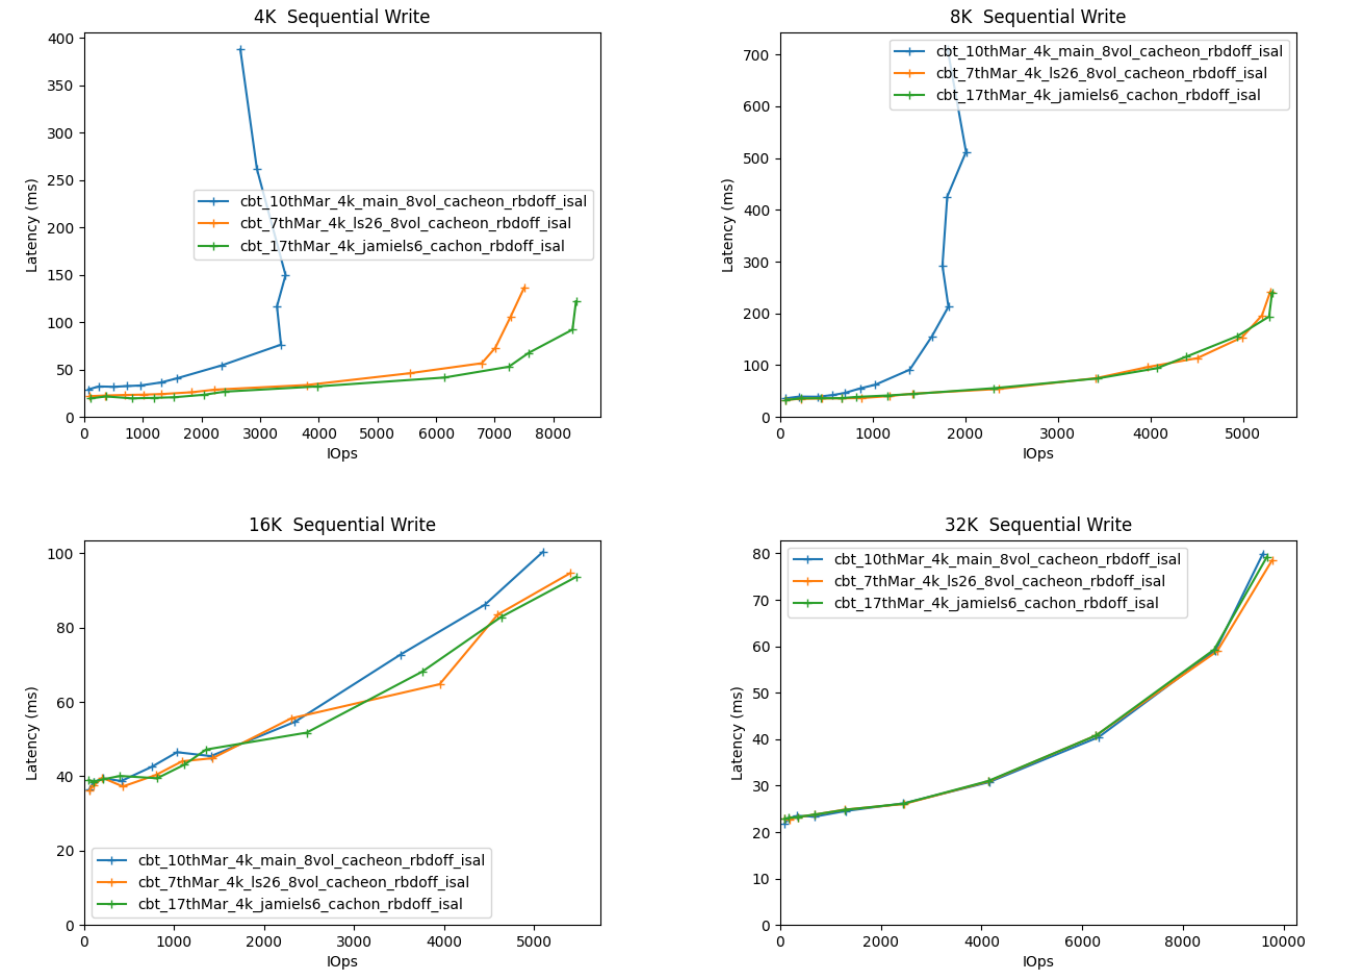 4K  Sequential Write
400
350
300
250
200
150
100
50
0
Latency (ms)
cbt_10thMar_4k_main_8vol_cacheon_rbdoff_isal
cbt_7thMar_4k_ls26_8vol_cacheon_rbdoff_isal
cbt_17thMar_4k_jamiels6_cachon_rbdoff_isal
0 1000 2000 3000 4000 5000 6000 7000 8000
IOps
8K  Sequential Write
700
600
500
400
300
200
100
0
Latency (ms)
cbt_10thMar_4k_main_8vol_cacheon_rbdoff_isal
cbt_7thMar_4k_ls26_8vol_cacheon_rbdoff_isal
cbt_17thMar_4k_jamiels6_cachon_rbdoff_isal
0 1000 2000 3000 4000 5000
IOps
16K  Sequential Write
100
80
60
40
20
0
Latency (ms)
cbt_10thMar_4k_main_8vol_cacheon_rbdoff_isal
cbt_7thMar_4k_ls26_8vol_cacheon_rbdoff_isal
cbt_17thMar_4k_jamiels6_cachon_rbdoff_isal
0 1000 2000 3000 4000 5000
IOps
32K  Sequential Write
80
70
60
50
40
30
20
10
0
Latency (ms)
cbt_10thMar_4k_main_8vol_cacheon_rbdoff_isal
cbt_7thMar_4k_ls26_8vol_cacheon_rbdoff_isal
cbt_17thMar_4k_jamiels6_cachon_rbdoff_isal
0 2000 4000 6000 8000 10000
IOps